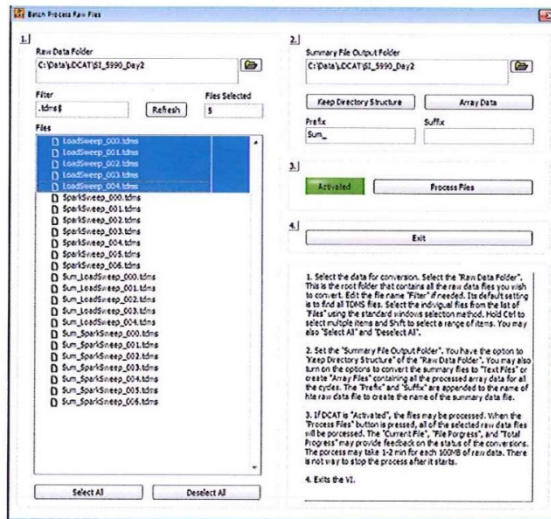 Batch Process Raw Files
1.
Raw Data Folder
C:\Data\DCAT\SI_5990_Day2
Filter
.tdms$
Refresh
Files Selected
5
Files
LoadSweep_000.tdms
LoadSweep_001.tdms
LoadSweep_002.tdms
LoadSweep_003.tdms
LoadSweep_004.tdms
SparkSweep_000.tdms
SparkSweep_001.tdms
SparkSweep_002.tdms
SparkSweep_003.tdms
SparkSweep_004.tdms
SparkSweep_005.tdms
SparkSweep_006.tdms
Sum_LoadSweep_000.tdms
Sum_LoadSweep_001.tdms
Sum_LoadSweep_002.tdms
Sum_LoadSweep_003.tdms
Sum_LoadSweep_004.tdms
Sum_SparkSweep_000.tdms
Sum_SparkSweep_001.tdms
Sum_SparkSweep_002.tdms
Sum_SparkSweep_003.tdms
Sum_SparkSweep_004.tdms
Sum_SparkSweep_005.tdms
Sum_SparkSweep_006.tdms
Select All
Deselect All
2.
Summary File Output Folder
C:\Data\DCAT\SI_5990_Day2
Keep Directory Structure
Array Data
Prefix
Suffix
Sum_
3.
Activated
Process Files
4.
Exit
1. Select the data for conversion. Select the "Raw Data Folder".
This is the root folder that contains all the raw data files you wish
to convert. Edit the file name "Filter" if needed. Its default setting
is to find all TDMS files. Select the indivigual files from the list of
"Files" using the standard windows selection method. Hold Ctrl to
select multiple items and Shift to select a range of items. You may
also "Select All" and "Deselect All".
2. Set the "Summary File Output Folder". You have the option to
"Keep Directory Structure" of the "Raw Data Folder". You may also
turn on the options to convert the summary files to "Text Files" or
create "Array Files" containing all the processed array data for all
the cycles. The "Prefix" and "Suffix" are appended to the name of
hte raw data file to create the name of the summary data file.
3. If DCAT is "Activated", the files may be processed. When the
"Process Files" button is pressed, all of the selected raw data files
will be porcessed. The "Current File", "File Porgress", and "Total
Progress" may provide feedback on the status of the conversions.
The porcess may take 1-2 min for each 100MB of raw data. There
is not way to stop the process after it starts.
4. Exits the VI.